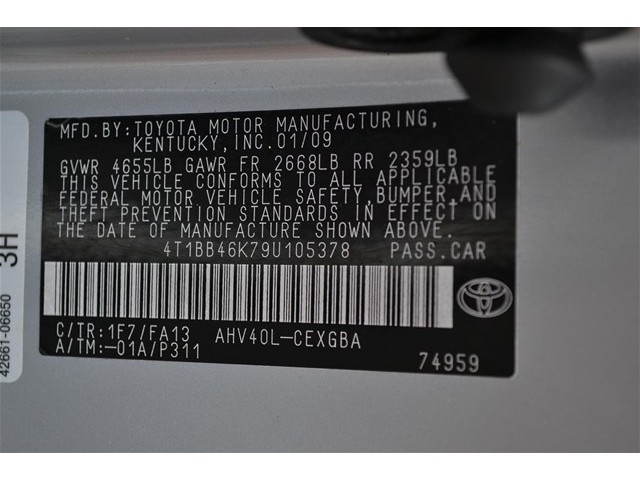 MFD.BY:TOYOTA MOTOR MANUFACTURING,
KENTUCKY, INC.01/09
GVWR 4655LB GAWR FR 2668LB RR 2359LB
THIS VEHICLE CONFORMS TO ALL APPLICABLE
FEDERAL MOTOR VEHICLE SAFETY,BUMPER,AND
THEFT PREVENTION STANDARDS IN EFFECT ON
THE DATE OF MANUFACTURE SHOWN ABOVE.
4T1BB46K79U105378 PASS.CAR
C/TR:1F7/FA13 AHV40L-CEXGBA
A/TM:-01A/P311
74959
TOYOTA
42661-06650
3H